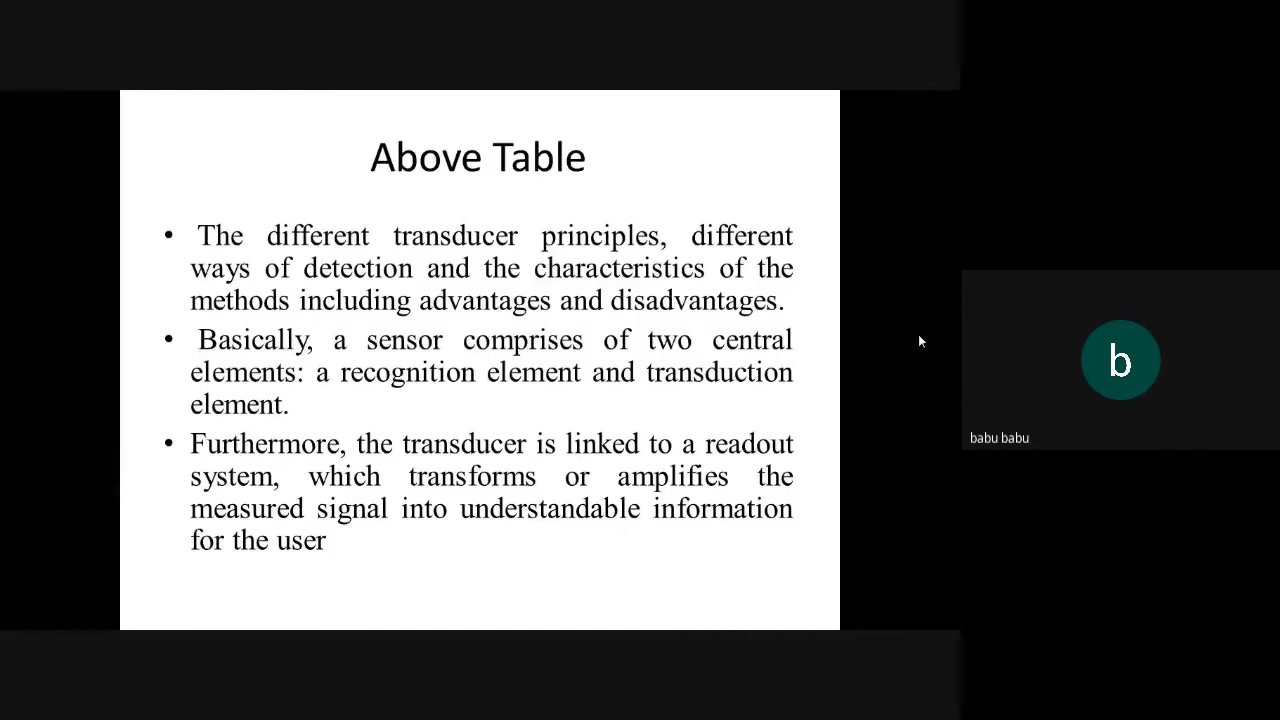 Above Table
• The different transducer principles, different
ways of detection and the characteristics of the
methods including advantages and disadvantages.
• Basically, a sensor comprises of two central
elements: a recognition element and transduction
element.
• Furthermore, the transducer is linked to a readout
system, which transforms or amplifies the
measured signal into understandable information
for the user
b
babu babu